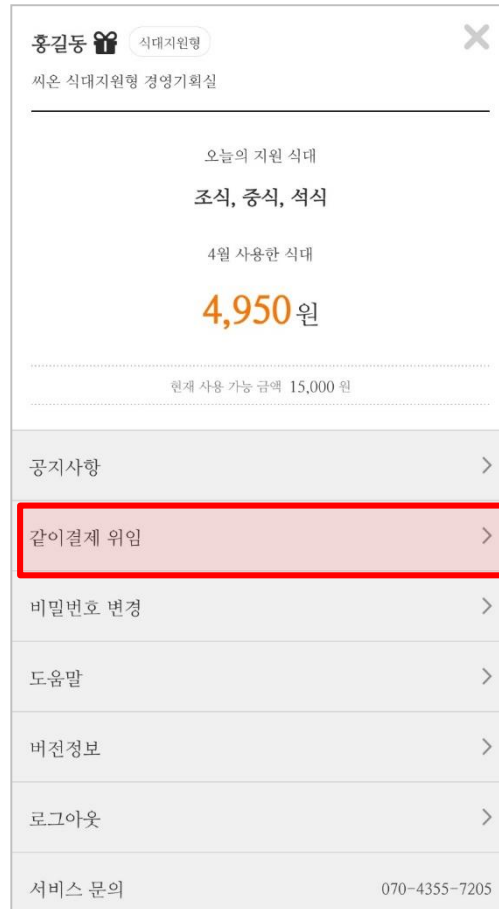 홍길동 식대지원형
씨온 식대지원형 경영기획실
오늘의 지원 식대
조식, 중식, 석식
4월 사용한 식대
4,950 원
현재 사용 가능 금액 15,000 원
공지사항
같이결제 위임
비밀번호 변경
도움말
버전정보
로그아웃
서비스 문의 070-4355-7205